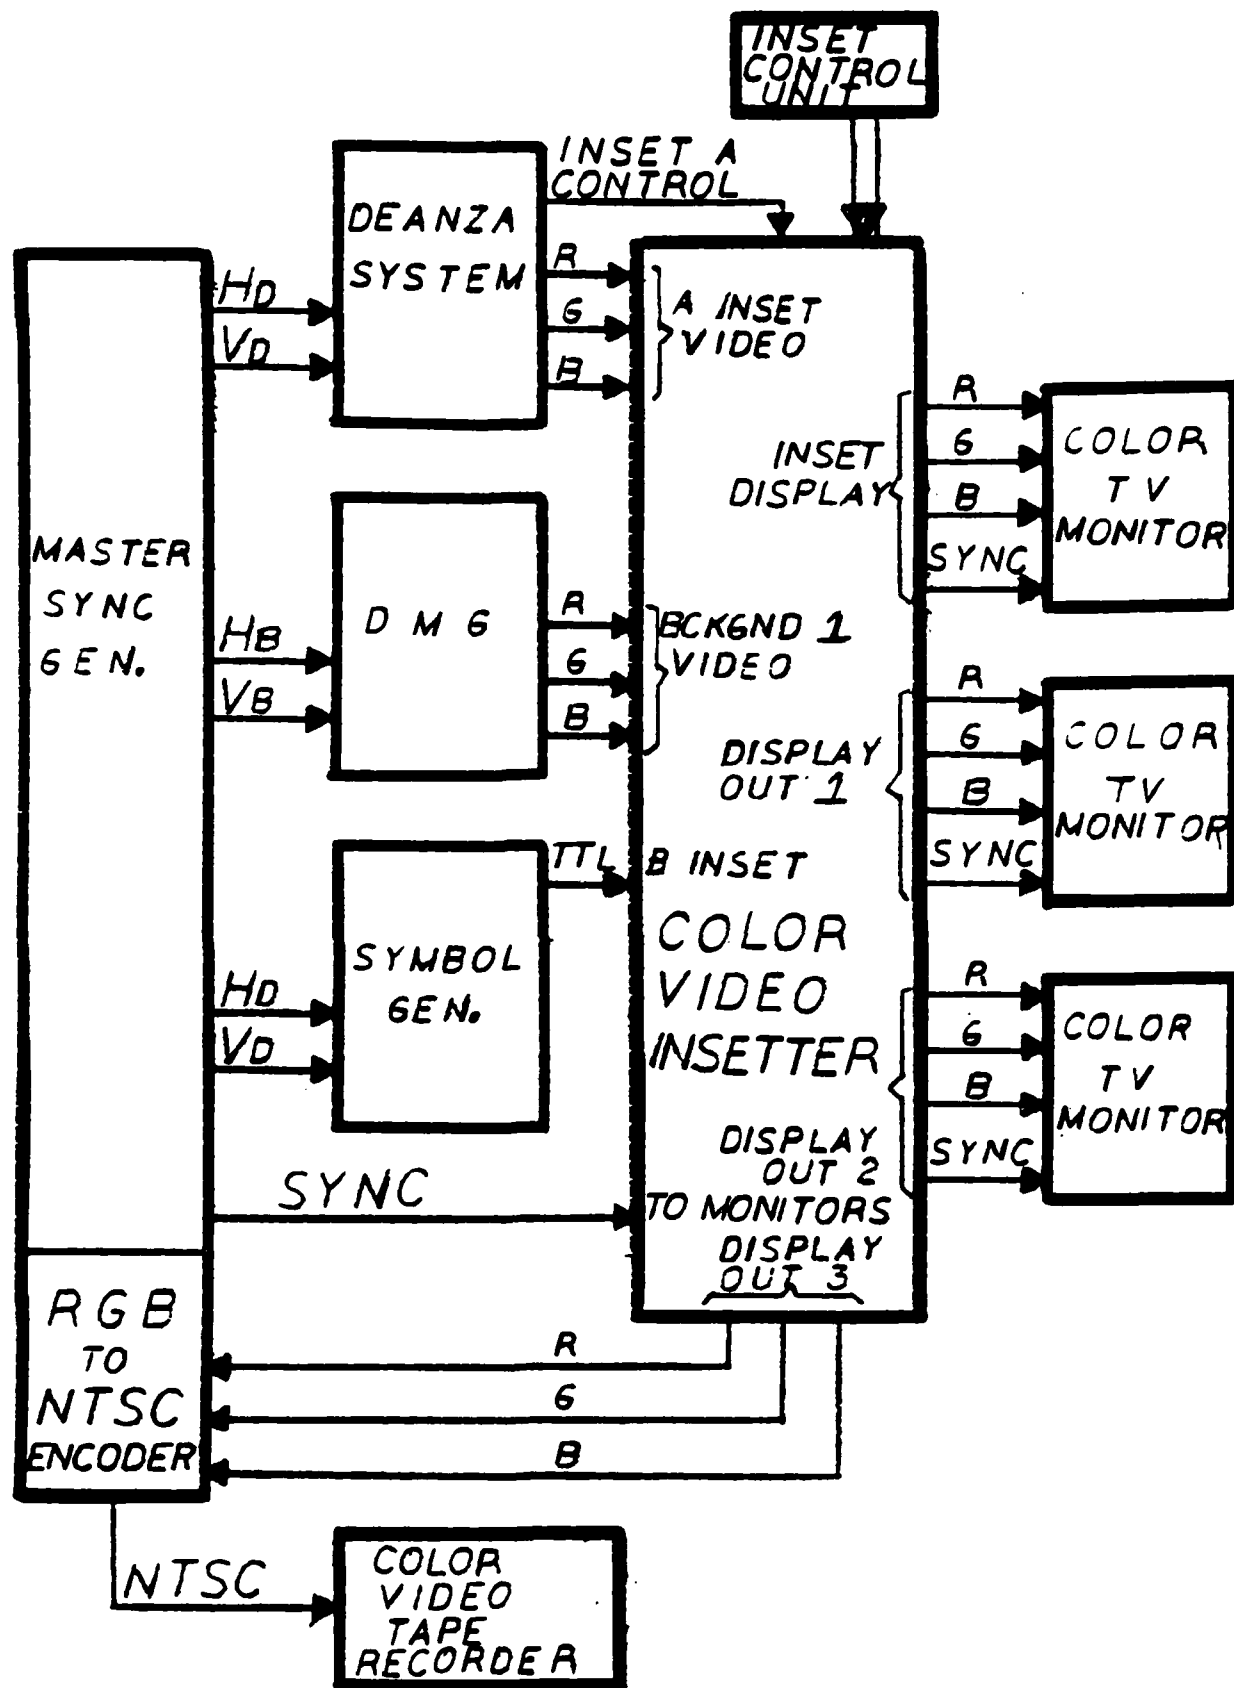 INSET
CONTROL
UNIT
INSET A
CONTROL
DEANZA
SYSTEM
R
G
B
HD
VD
A INSET
VIDEO
MASTER
SYNC
GEN.
INSET
DISPLAY
R
G
B
SYNC
COLOR
TV
MONITOR
HB
VB
DMG
R
G
B
BCKGND 1
VIDEO
DISPLAY
OUT 1
R
G
B
SYNC
COLOR
TV
MONITOR
HD
VD
SYMBOL
GEN.
TTL
B INSET
COLOR
VIDEO
INSETTER
R
G
B
SYNC
COLOR
TV
MONITOR
DISPLAY
OUT 2
TO MONITORS
DISPLAY
OUT 3
SYNC
RGB
TO
NTSC
ENCODER
R
G
B
NTSC
COLOR
VIDEO
TAPE
RECORDER